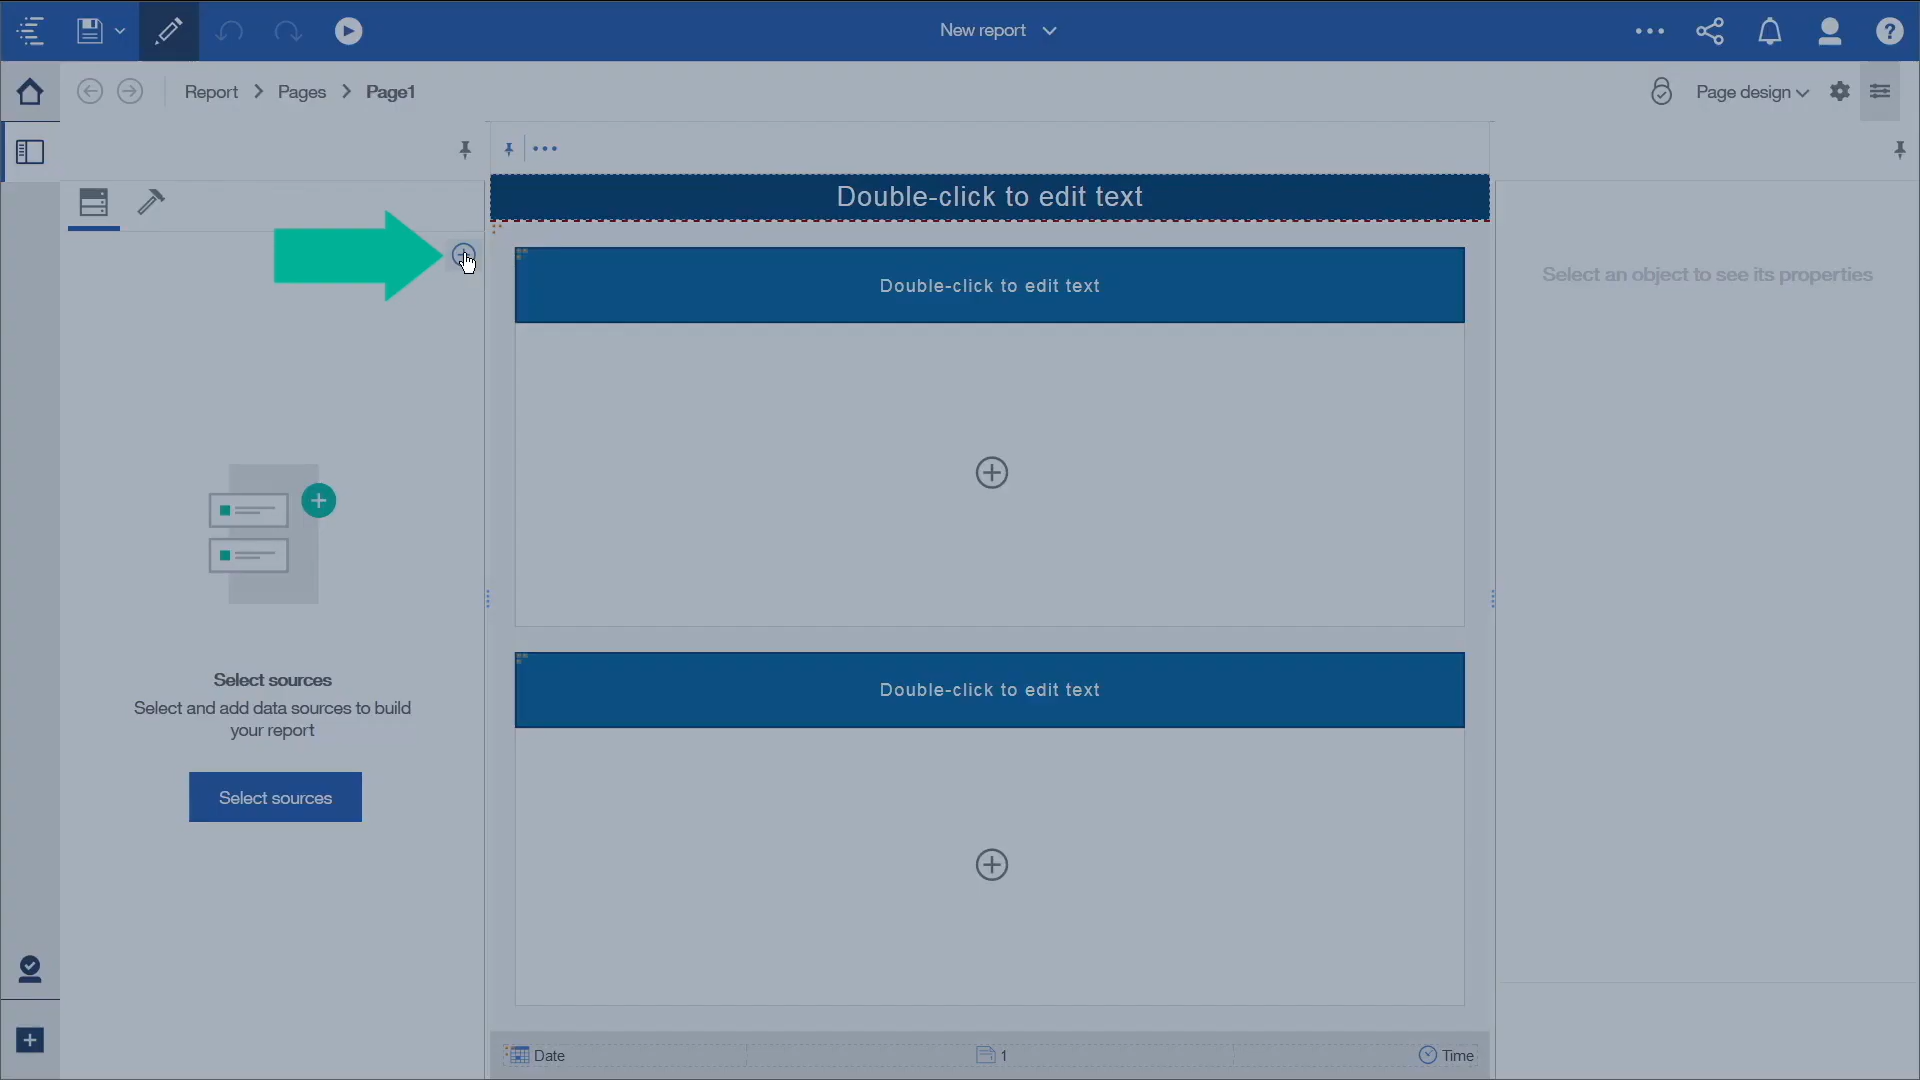 New report
Report > Pages > Page1
Page design
Double-click to edit text
Select an object to see its properties
Double-click to edit text
Select sources
Select and add data sources to build
your report
Select sources
Double-click to edit text
Date
1
Time